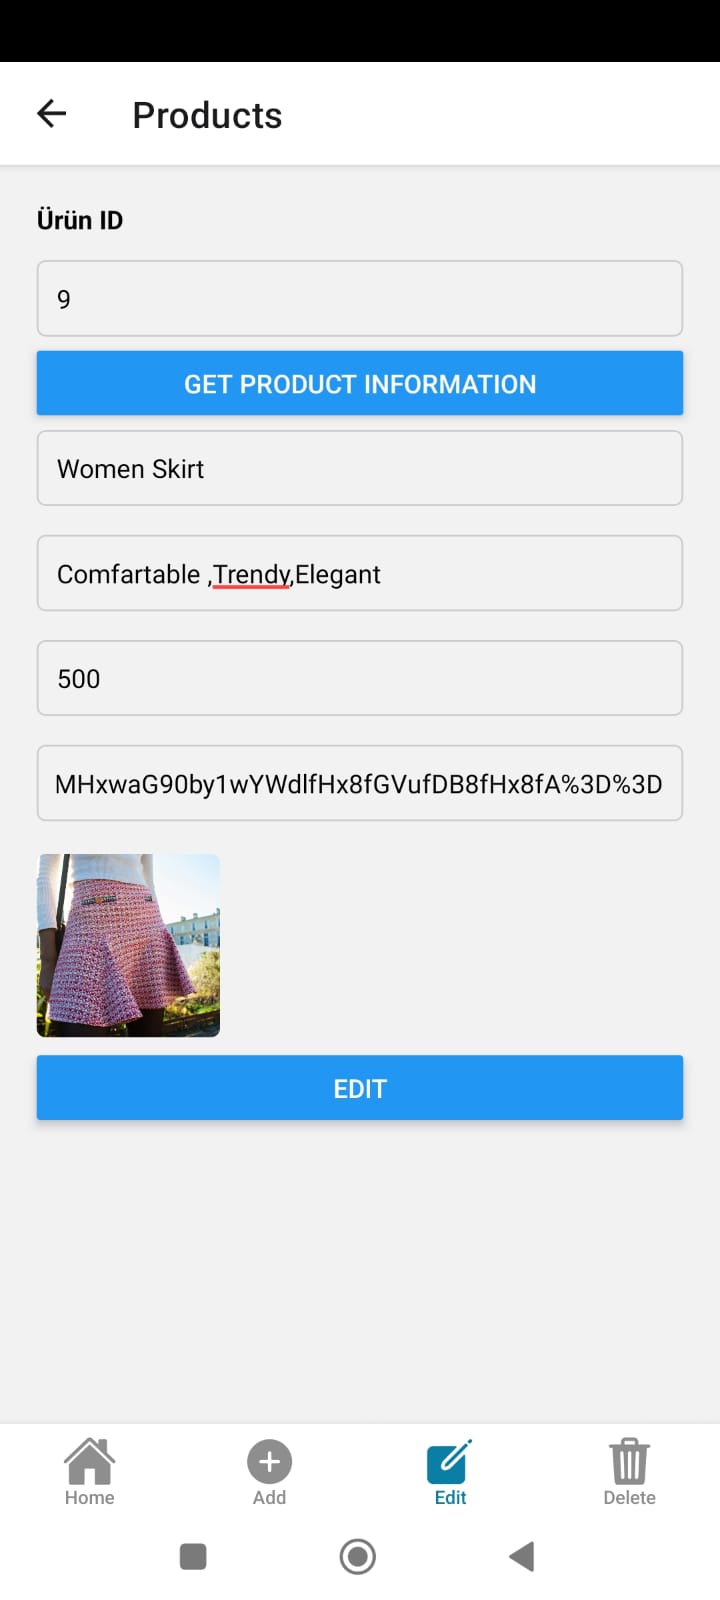 Products
Ürün ID
9
GET PRODUCT INFORMATION
Women Skirt
Comfartable ,Trendy,Elegant
500
MHxwaG90by1wYWdlfHx8fGVufDB8fHx8fA%3D%3D
EDIT
Home
Add
Edit
Delete